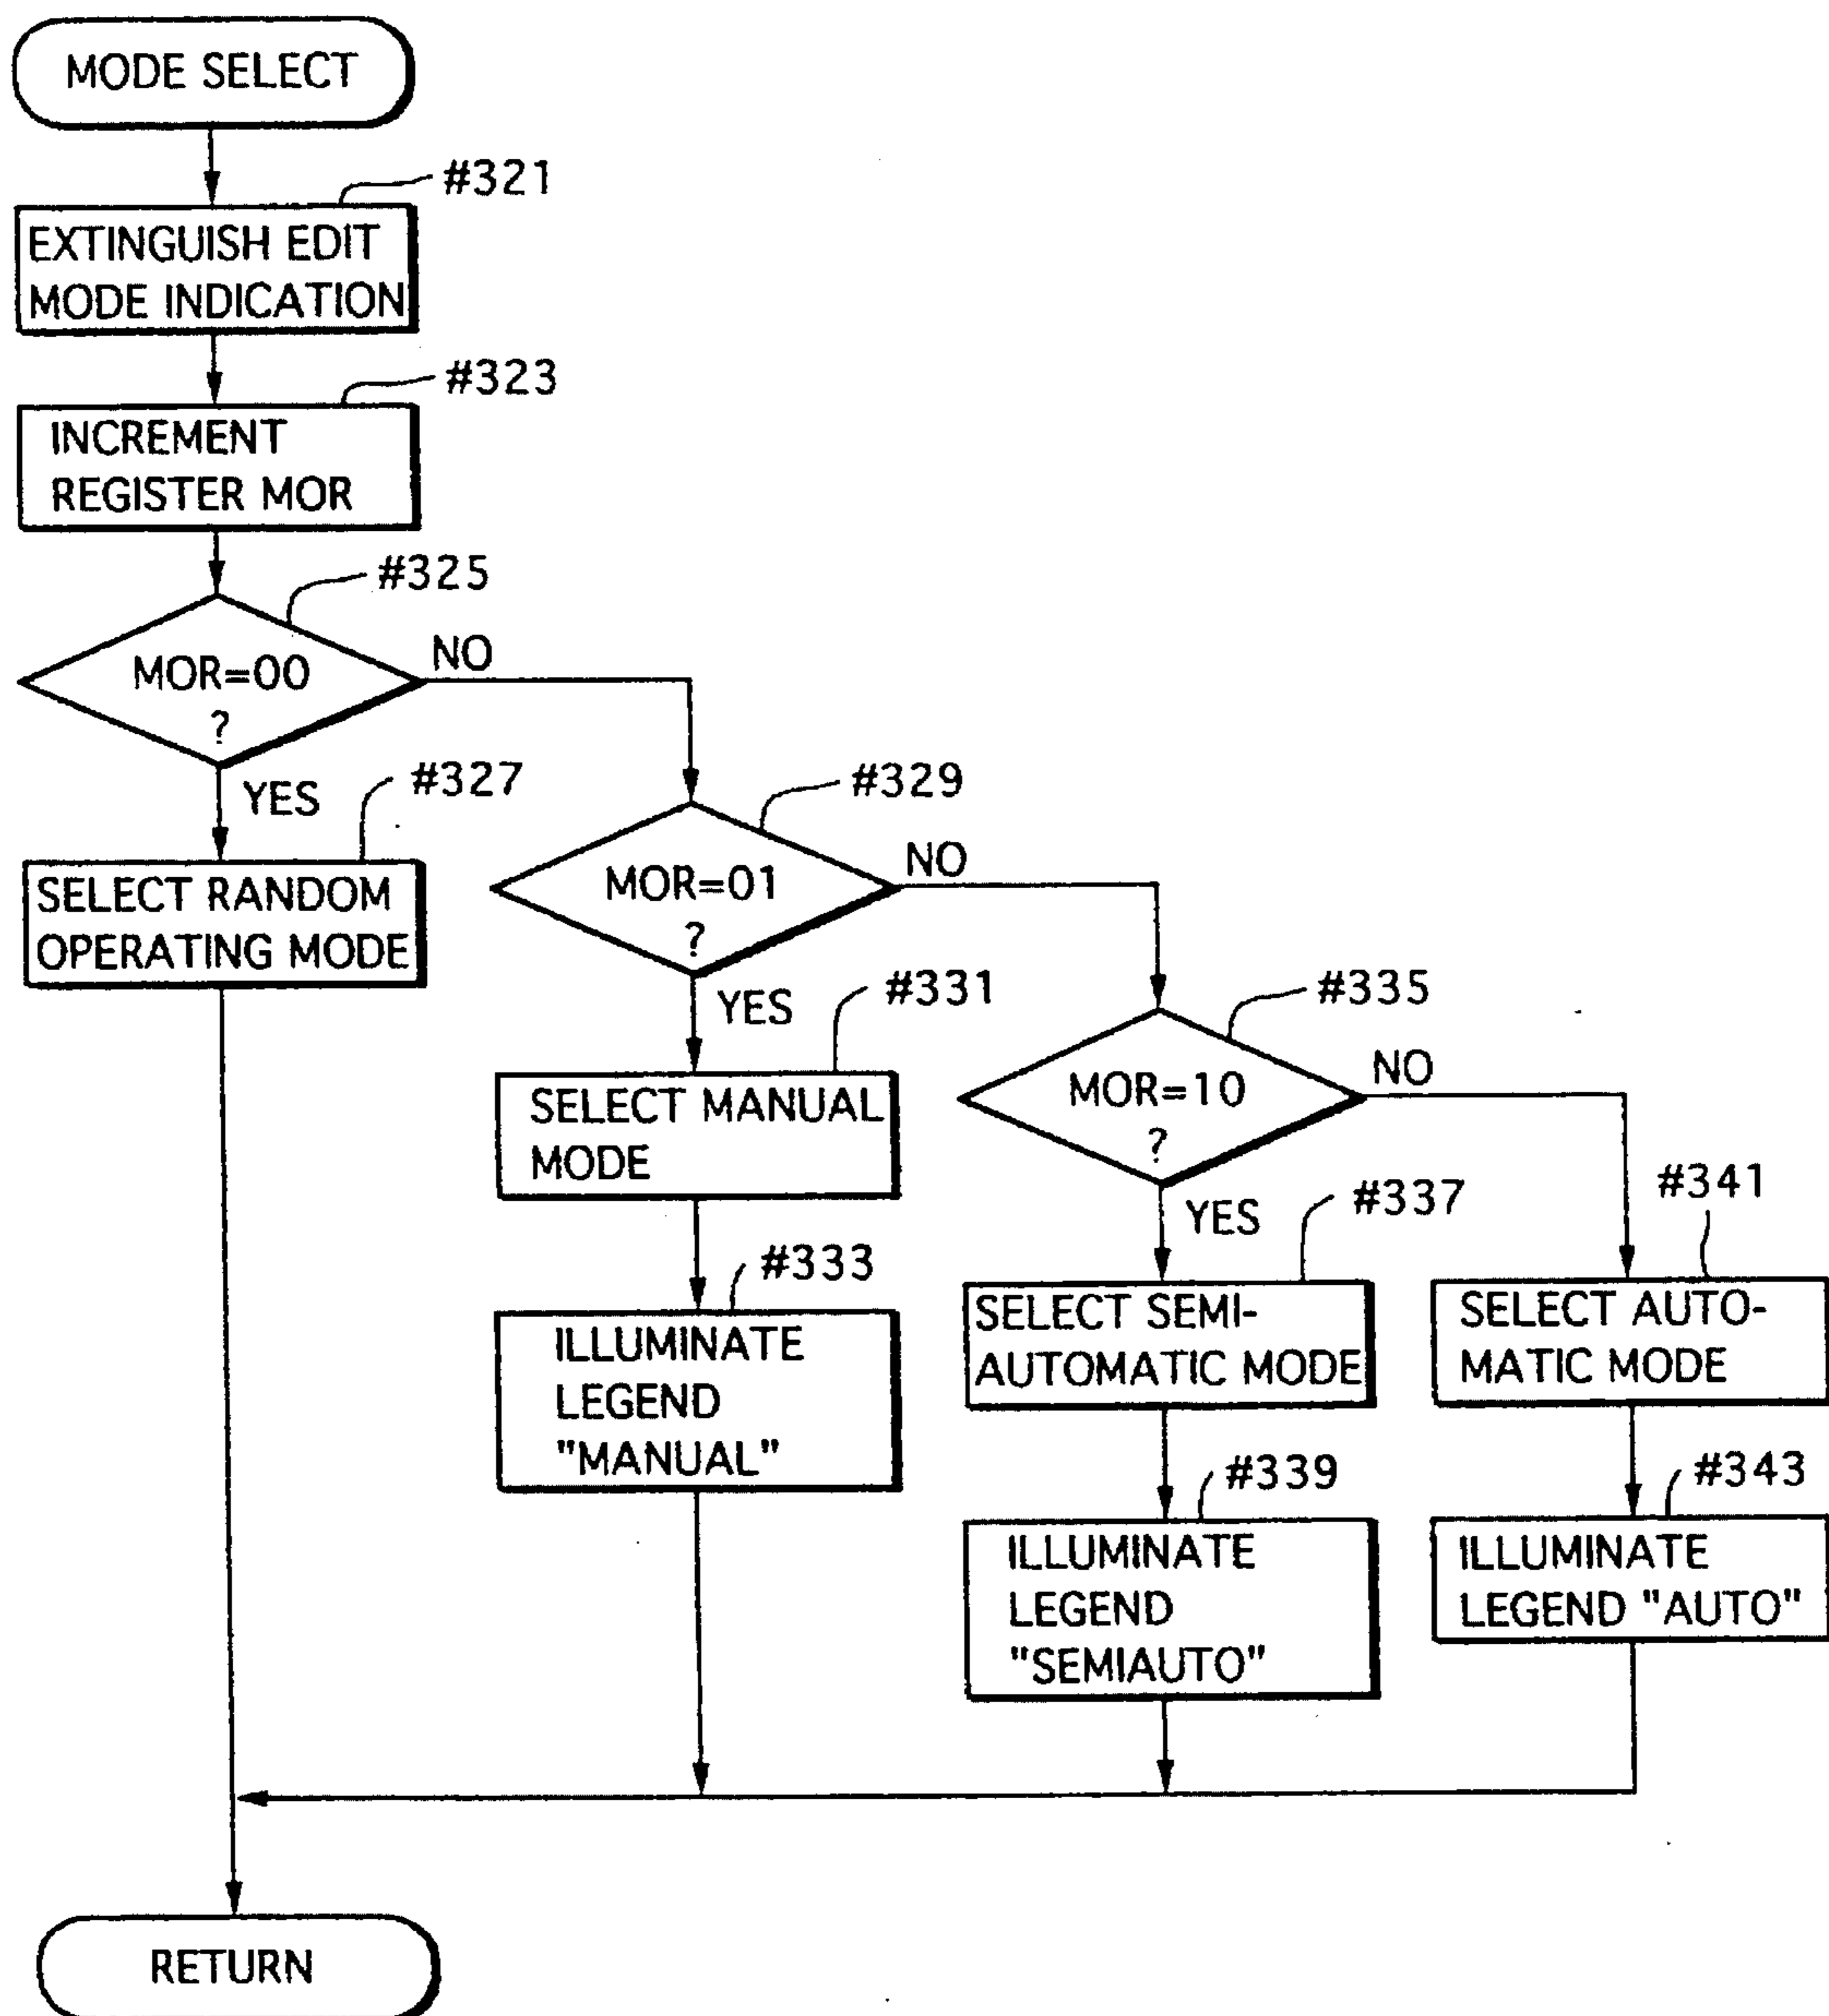 MODE SELECT
#321
EXTINGUISH EDIT
MODE INDICATION
#323
INCREMENT
REGISTER MOR
#325
MOR=00
?
NO
YES
#327
SELECT RANDOM
OPERATING MODE
#329
MOR=01
?
NO
YES
#331
SELECT MANUAL
MODE
#333
ILLUMINATE
LEGEND
"MANUAL"
#335
MOR=10
?
NO
YES
#337
SELECT SEMI-
AUTOMATIC MODE
#339
ILLUMINATE
LEGEND
"SEMIAUTO"
#341
SELECT AUTO-
MATIC MODE
#343
ILLUMINATE
LEGEND "AUTO"
RETURN